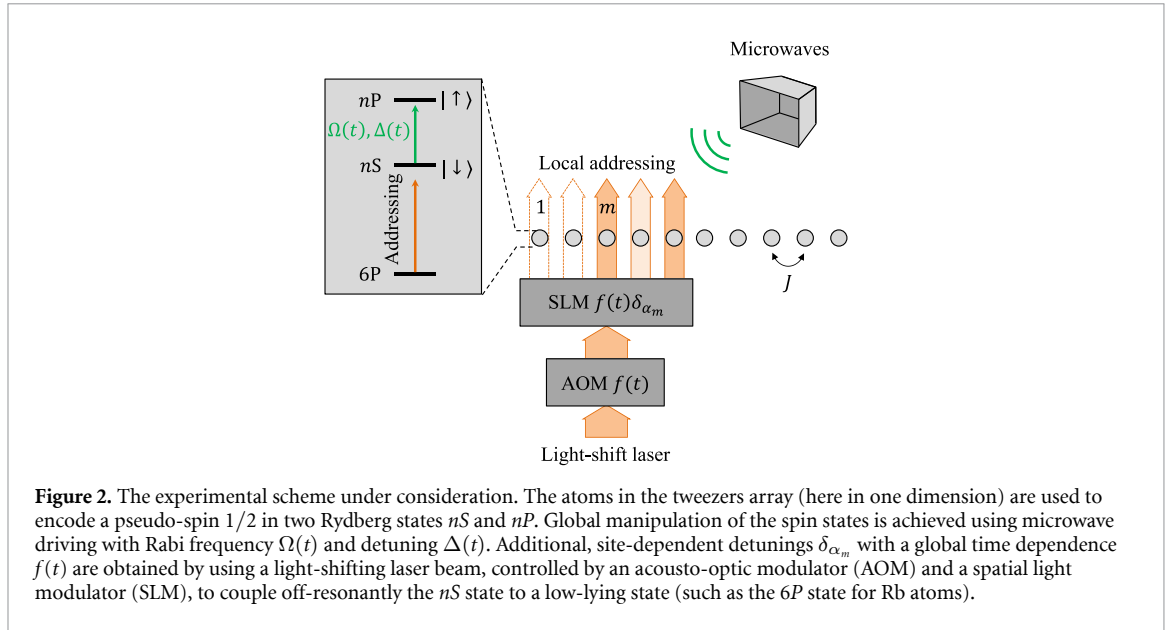 Microwaves
nP
|↑⟩
Ω(t), Δ(t)
nS
|↓⟩
Addressing
6P
Local addressing
1
m
J
SLM f(t)δ_{α_m}
AOM f(t)
Light-shift laser
Figure 2. The experimental scheme under consideration. The atoms in the tweezers array (here in one dimension) are used to
encode a pseudo-spin 1/2 in two Rydberg states nS and nP. Global manipulation of the spin states is achieved using microwave
driving with Rabi frequency Ω(t) and detuning Δ(t). Additional, site-dependent detunings δ_{α_m} with a global time dependence
f(t) are obtained by using a light-shifting laser beam, controlled by an acousto-optic modulator (AOM) and a spatial light
modulator (SLM), to couple off-resonantly the nS state to a low-lying state (such as the 6P state for Rb atoms).